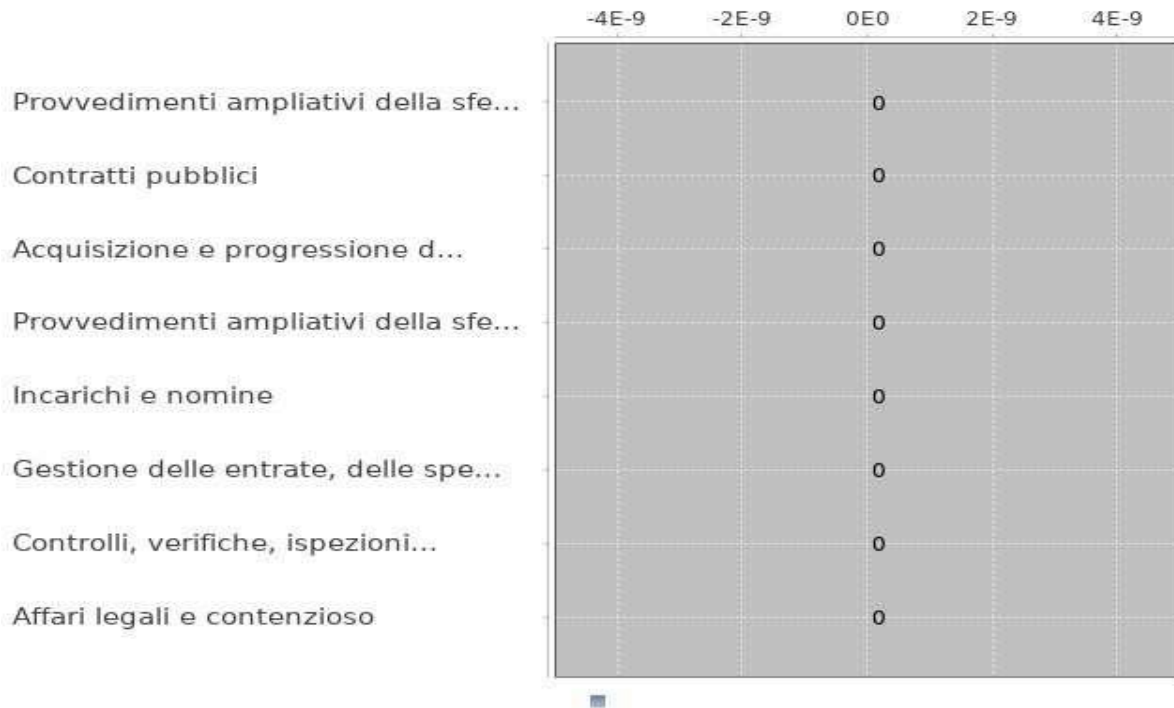 -4E-9 -2E-9 0E0 2E-9 4E-9
Provvedimenti ampliativi della sfe... 0
Contratti pubblici 0
Acquisizione e progressione d... 0
Provvedimenti ampliativi della sfe... 0
Incarichi e nomine 0
Gestione delle entrate, delle spe... 0
Controlli, verifiche, ispezioni... 0
Affari legali e contenzioso 0